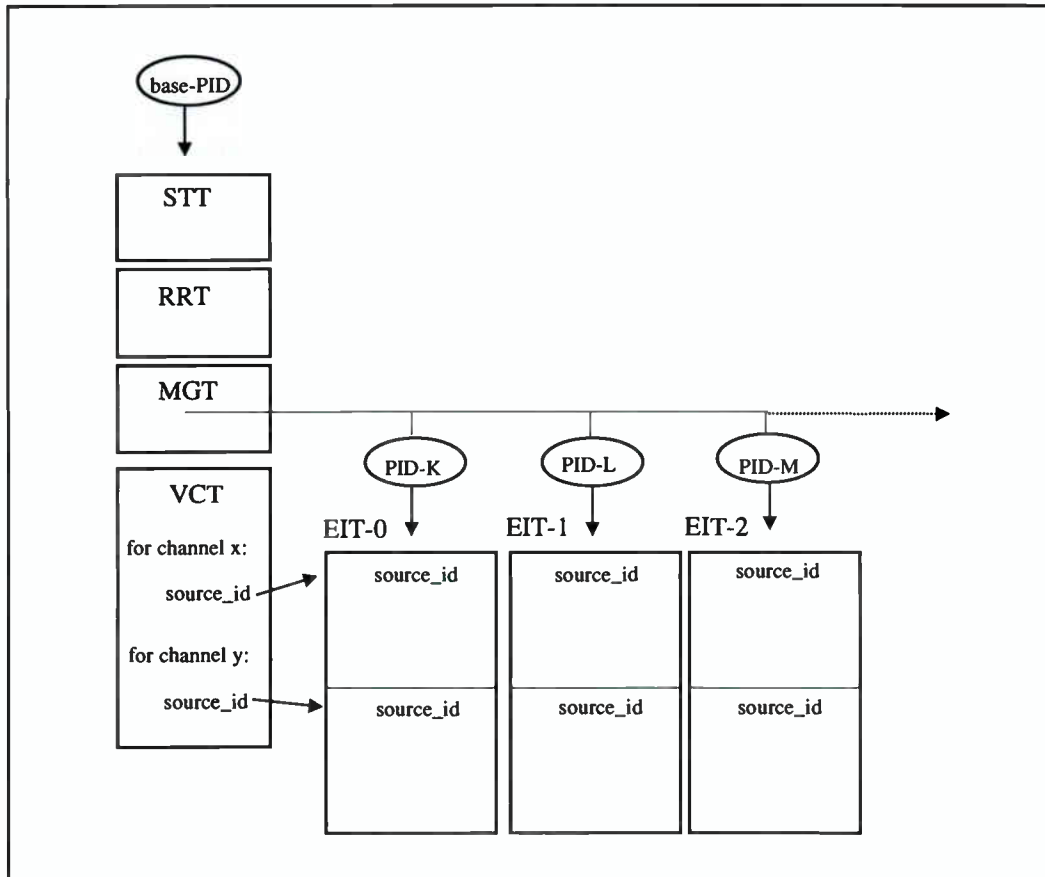 base-PID
STT
RRT
MGT
PID-K
PID-L
PID-M
VCT
EIT-0
EIT-1
EIT-2
for channel x:
source_id
source_id
source_id
source_id
for channel y:
source_id
source_id
source_id
source_id